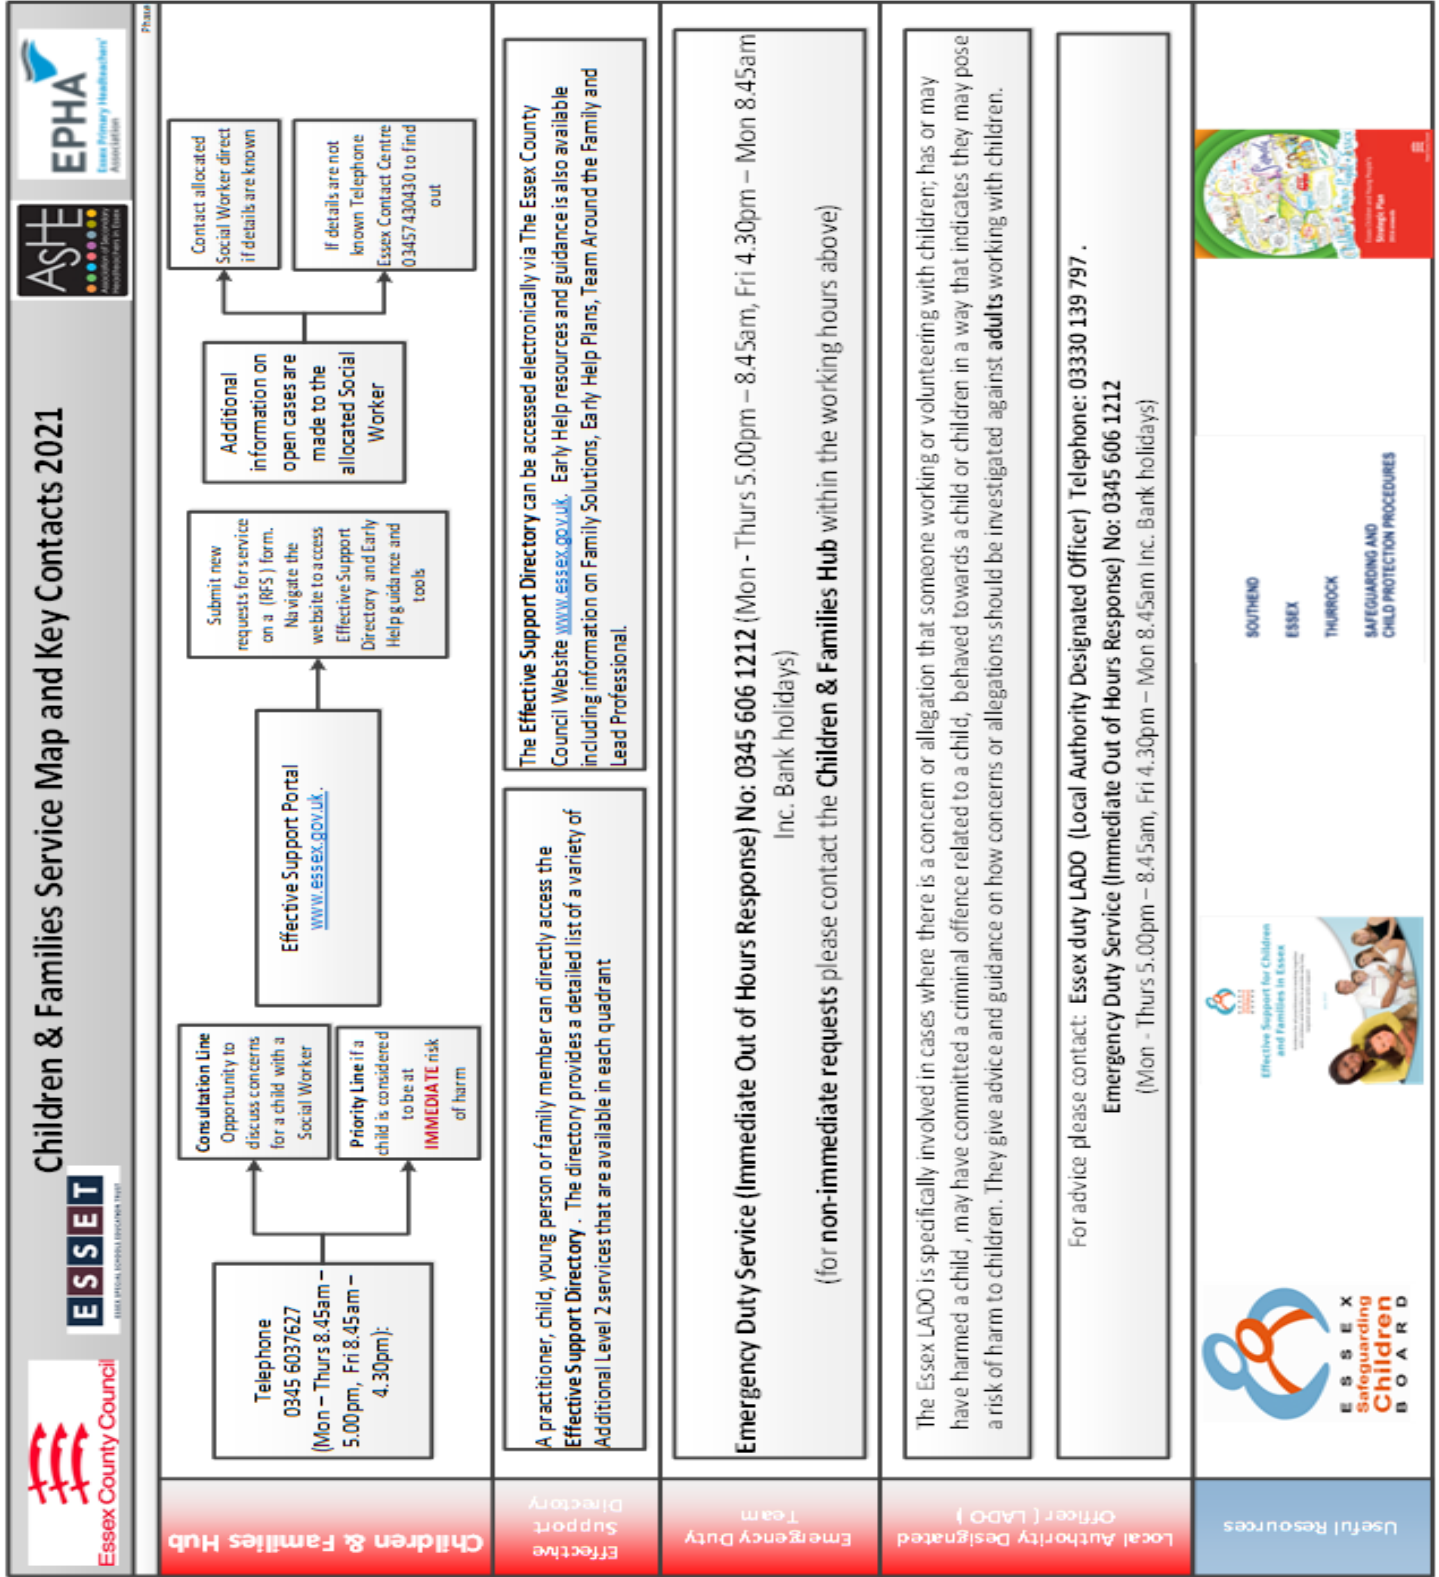 Children & Families Service Map and Key Contacts 2021
Essex County Council
ESSET
ESSEX SPECIAL SCHOOLS EDUCATION TRUST
ASHE
Association of Secondary
Headteachers in Essex
EPHA
Essex Primary Headteachers'
Association
Phase
Children & Families Hub
Telephone
0345 6037627
(Mon – Thurs 8.45am –
5.00pm, Fri 8.45am –
4.30pm):
Consultation Line
Opportunity to
discuss concerns
for a child with a
Social Worker
Priority Line if a
child is considered
to be at
IMMEDIATE risk
of harm
Effective Support Portal
www.essex.gov.uk.
Submit new
requests for service
on a (RFS ) form.
Navigate the
website to access
Effective Support
Directory and Early
Help guidance and
tools
Additional
information on
open cases are
made to the
allocated Social
Worker
Contact allocated
Social Worker direct
if details are known
If details are not
known Telephone
Essex Contact Centre
03457 430430 to find
out
Effective
Support
Directory
A practitioner, child, young person or family member can directly access the
Effective Support Directory . The directory provides a detailed list of a variety of
Additional Level 2 services that are available in each quadrant
The Effective Support Directory can be accessed electronically via The Essex County
Council Website www.essex.gov.uk. Early Help resources and guidance is also available
including information on Family Solutions, Early Help Plans, Team Around the Family and
Lead Professional.
Emergency Duty
Team
Emergency Duty Service (Immediate Out of Hours Response) No: 0345 606 1212 (Mon - Thurs 5.00pm – 8.45am, Fri 4.30pm – Mon 8.45am
Inc. Bank holidays)
(for non-immediate requests please contact the Children & Families Hub within the working hours above)
Local Authority Designated
Officer ( LADO )
The Essex LADO is specifically involved in cases where there is a concern or allegation that someone working or volunteering with children; has or may
have harmed a child , may have committed a criminal offence related to a child, behaved towards a child or children in a way that indicates they may pose
a risk of harm to children. They give advice and guidance on how concerns or allegations should be investigated against adults working with children.
For advice please contact: Essex duty LADO (Local Authority Designated Officer) Telephone: 03330 139 797 .
Emergency Duty Service (Immediate Out of Hours Response) No: 0345 606 1212
(Mon - Thurs 5.00pm – 8.45am, Fri 4.30pm – Mon 8.45am Inc. Bank holidays)
Useful Resources
ESSEX
Safeguarding
Children
BOARD
Effective Support for Children
and Families in Essex
SOUTHEND
ESSEX
THURROCK
SAFEGUARDING AND
CHILD PROTECTION PROCEDURES
Strategic Plan